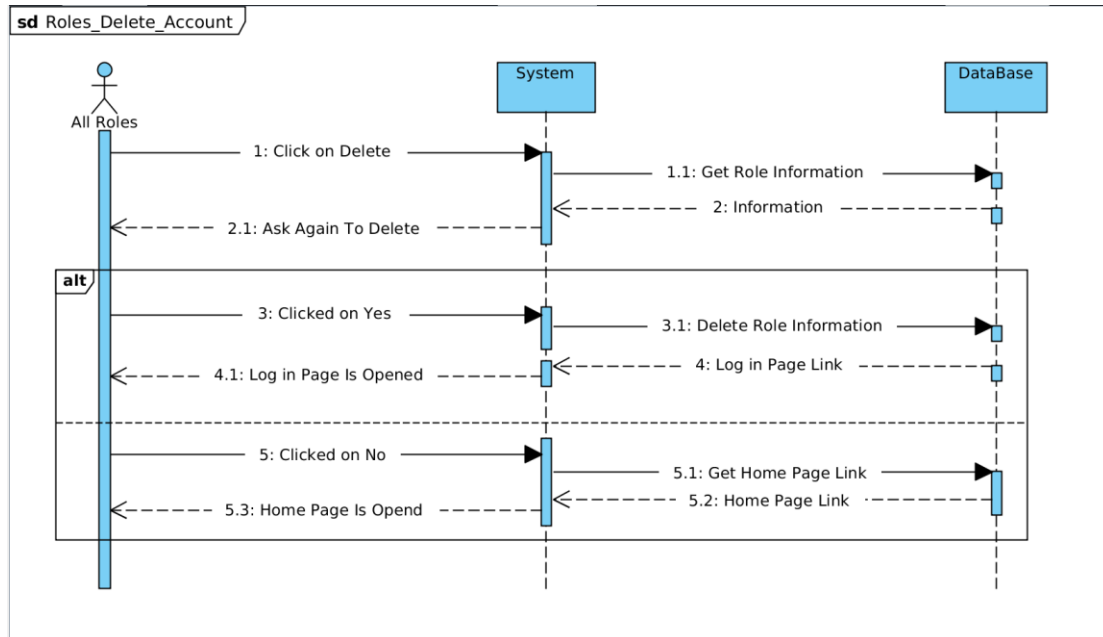 sd Roles_Delete_Account
All Roles
System
DataBase
1: Click on Delete
1.1: Get Role Information
2: Information
2.1: Ask Again To Delete
alt
3: Clicked on Yes
3.1: Delete Role Information
4: Log in Page Link
4.1: Log in Page Is Opened
5: Clicked on No
5.1: Get Home Page Link
5.2: Home Page Link
5.3: Home Page Is Opend